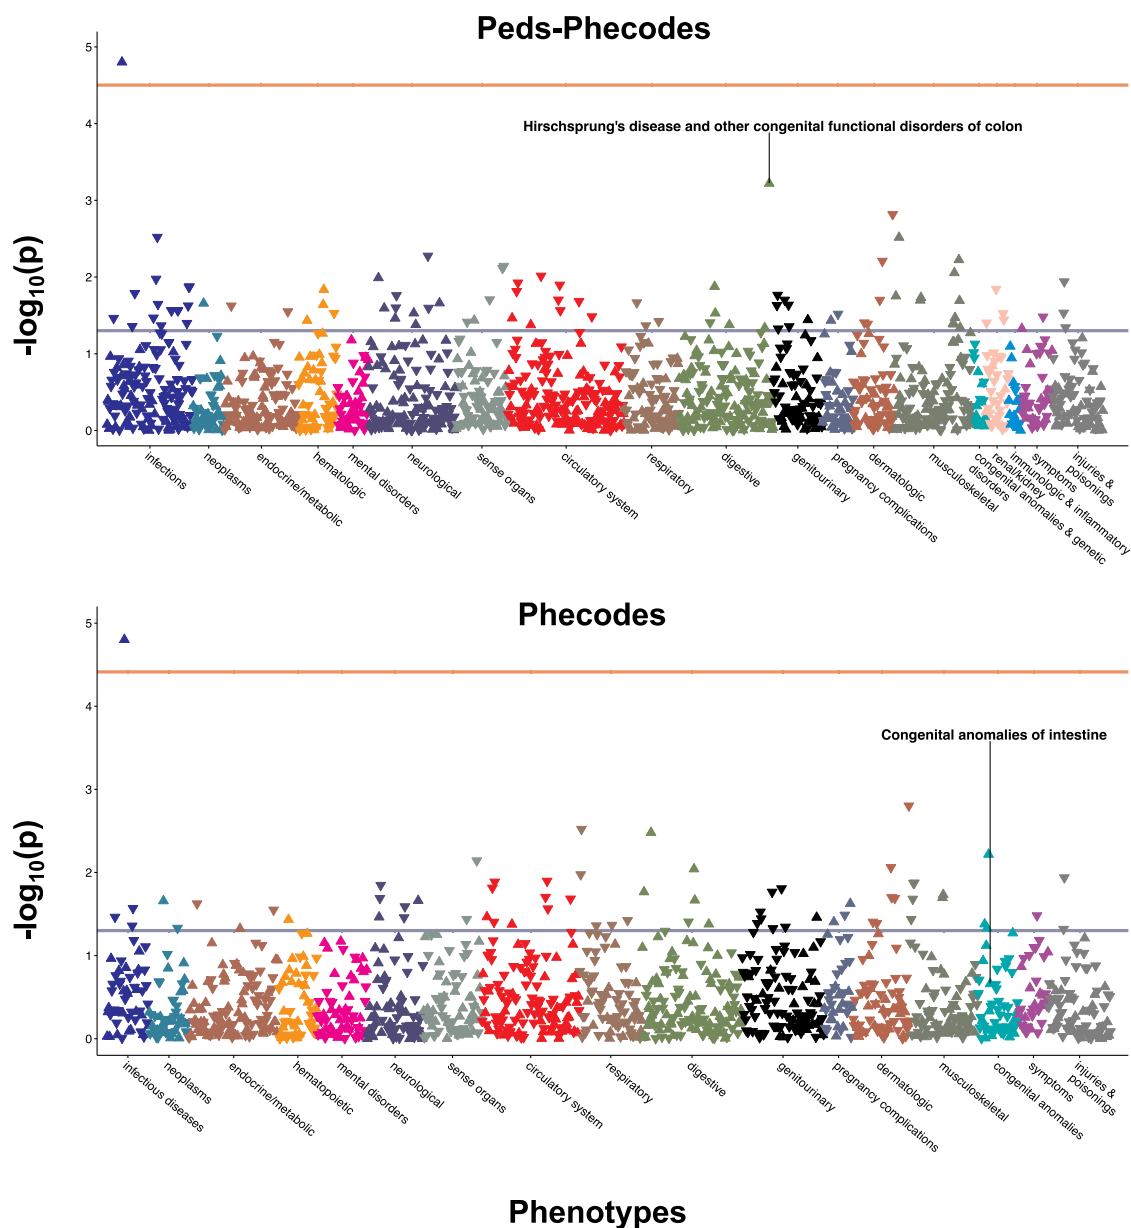 Peds-Phecodes
5
4
3
2
1
0
-log10(p)
Hirschsprung's disease and other congenital functional disorders of colon
infections
neoplasms
endocrine/metabolic
hematologic
mental disorders
neurological
sense organs
circulatory system
respiratory
digestive
genitourinary
pregnancy complications
dermatologic
musculoskeletal
congenital anomalies & genetic
disorders
renal/kidney
immunologic & inflammatory
symptoms
injuries &
poisonings
Phecodes
5
4
3
2
1
0
-log10(p)
Congenital anomalies of intestine
infectious diseases
neoplasms
endocrine/metabolic
hematopoietic
mental disorders
neurological
sense organs
circulatory system
respiratory
digestive
genitourinary
pregnancy complications
dermatologic
musculoskeletal
congenital anomalies
symptoms
injuries &
poisonings
Phenotypes